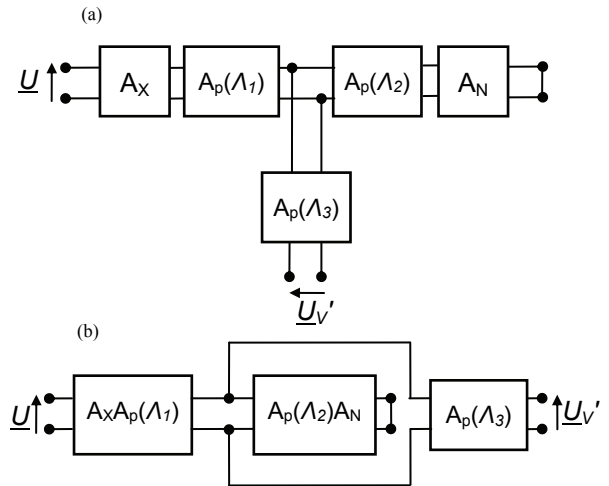 (a)
U A_X A_p(Λ_1) A_p(Λ_2) A_N
A_p(Λ_3)
U_V'
(b)
U A_XA_p(Λ_1) A_p(Λ_2)A_N A_p(Λ_3) U_V'